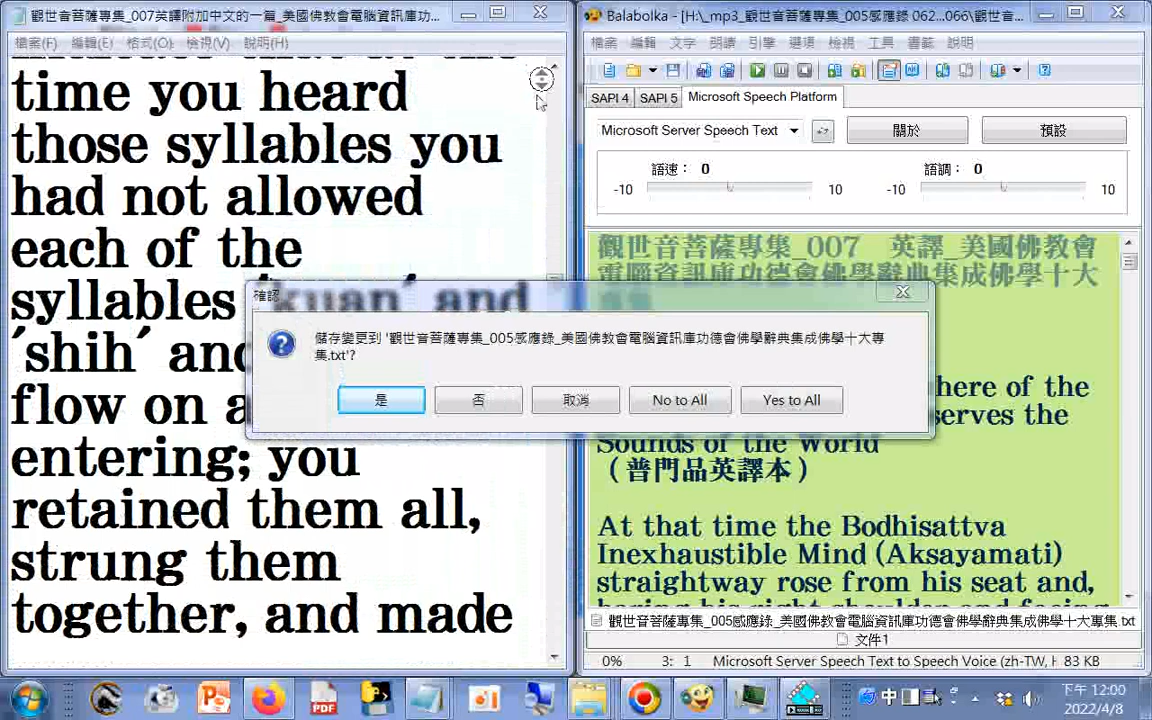 觀世音菩薩專集_007英譯附加中文的一篇_美國佛教會電腦資訊庫功...
檔案(F) 編輯(E) 格式(O) 檢視(V) 說明(H)
time you heard
those syllables you
had not allowed
each of the
syllables 'kuan' and
'shih' and
flow on a
entering; you
retained them all,
strung them
together, and made
Balabolka - [H:\_mp3_觀世音菩薩專集_005感應錄 062...066\觀世音...
檔案 編輯 文字 朗讀 引擎 選項 檢視 工具 書籤 說明
SAPI 4 SAPI 5 Microsoft Speech Platform
Microsoft Server Speech Text 關於 預設
語速： 0 語調： 0
-10 10 -10 10
觀世音菩薩專集_007 英譯_美國佛教會
電腦資訊庫功德會佛學辭典集成佛學十大
here of the
serves the
Sounds of the World
（普門品英譯本）
At that time the Bodhisattva
Inexhaustible Mind (Aksayamati)
straightway rose from his seat and,
baring his right shoulder and facing
觀世音菩薩專集_005感應錄_美國佛教會電腦資訊庫功德會佛學辭典集成佛學十大專集.txt
文件1
0% 3: 1 Microsoft Server Speech Text to Speech Voice (zh-TW, H 83 KB
確認
儲存變更到 '觀世音菩薩專集_005感應錄_美國佛教會電腦資訊庫功德會佛學辭典集成佛學十大專
集.txt'?
是 否 取消 No to All Yes to All
中
下午 12:00
2022/4/8